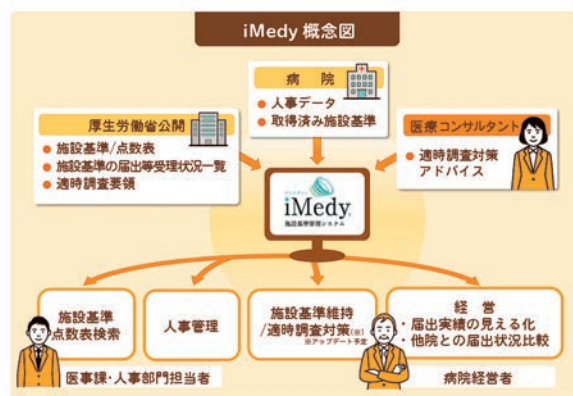 iMedy 概念図
病院
● 人事データ
● 取得済み施設基準
厚生労働省公開
● 施設基準/点数表
● 施設基準の届出等受理状況一覧
● 適時調査要領
医療コンサルタント
● 適時調査対策
アドバイス
iMedy
施設基準管理システム
施設基準
点数表検索
人事管理
施設基準維持
/適時調査対策(※)
※アップデート予定
経営
・届出実績の見える化
・他院との届出状況比較
医事課・人事部門担当者
病院経営者